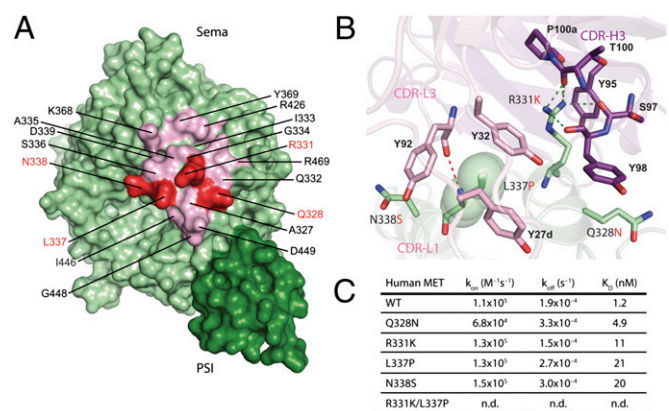 A
Sema
Y369
R426
I333
G334
R331
R469
Q332
Q328
A327
D449
K368
A335
D339
S336
N338
L337
I446
G448
PSI
B
P100a
CDR-H3
T100
CDR-L3
Y95
R331K
S97
Y92
Y32
Y98
L337P
N338S
Q328N
CDR-L1
Y27d
C
Human MET kon (M⁻¹s⁻¹) koff (s⁻¹) KD (nM)
WT 1.1x10⁵ 1.9x10⁻⁴ 1.2
Q328N 6.8x10⁴ 3.3x10⁻⁴ 4.9
R331K 1.3x10⁵ 1.5x10⁻⁴ 11
L337P 1.3x10⁵ 2.7x10⁻⁴ 21
N338S 1.5x10⁵ 3.0x10⁻⁴ 20
R331K/L337P n.d. n.d. n.d.